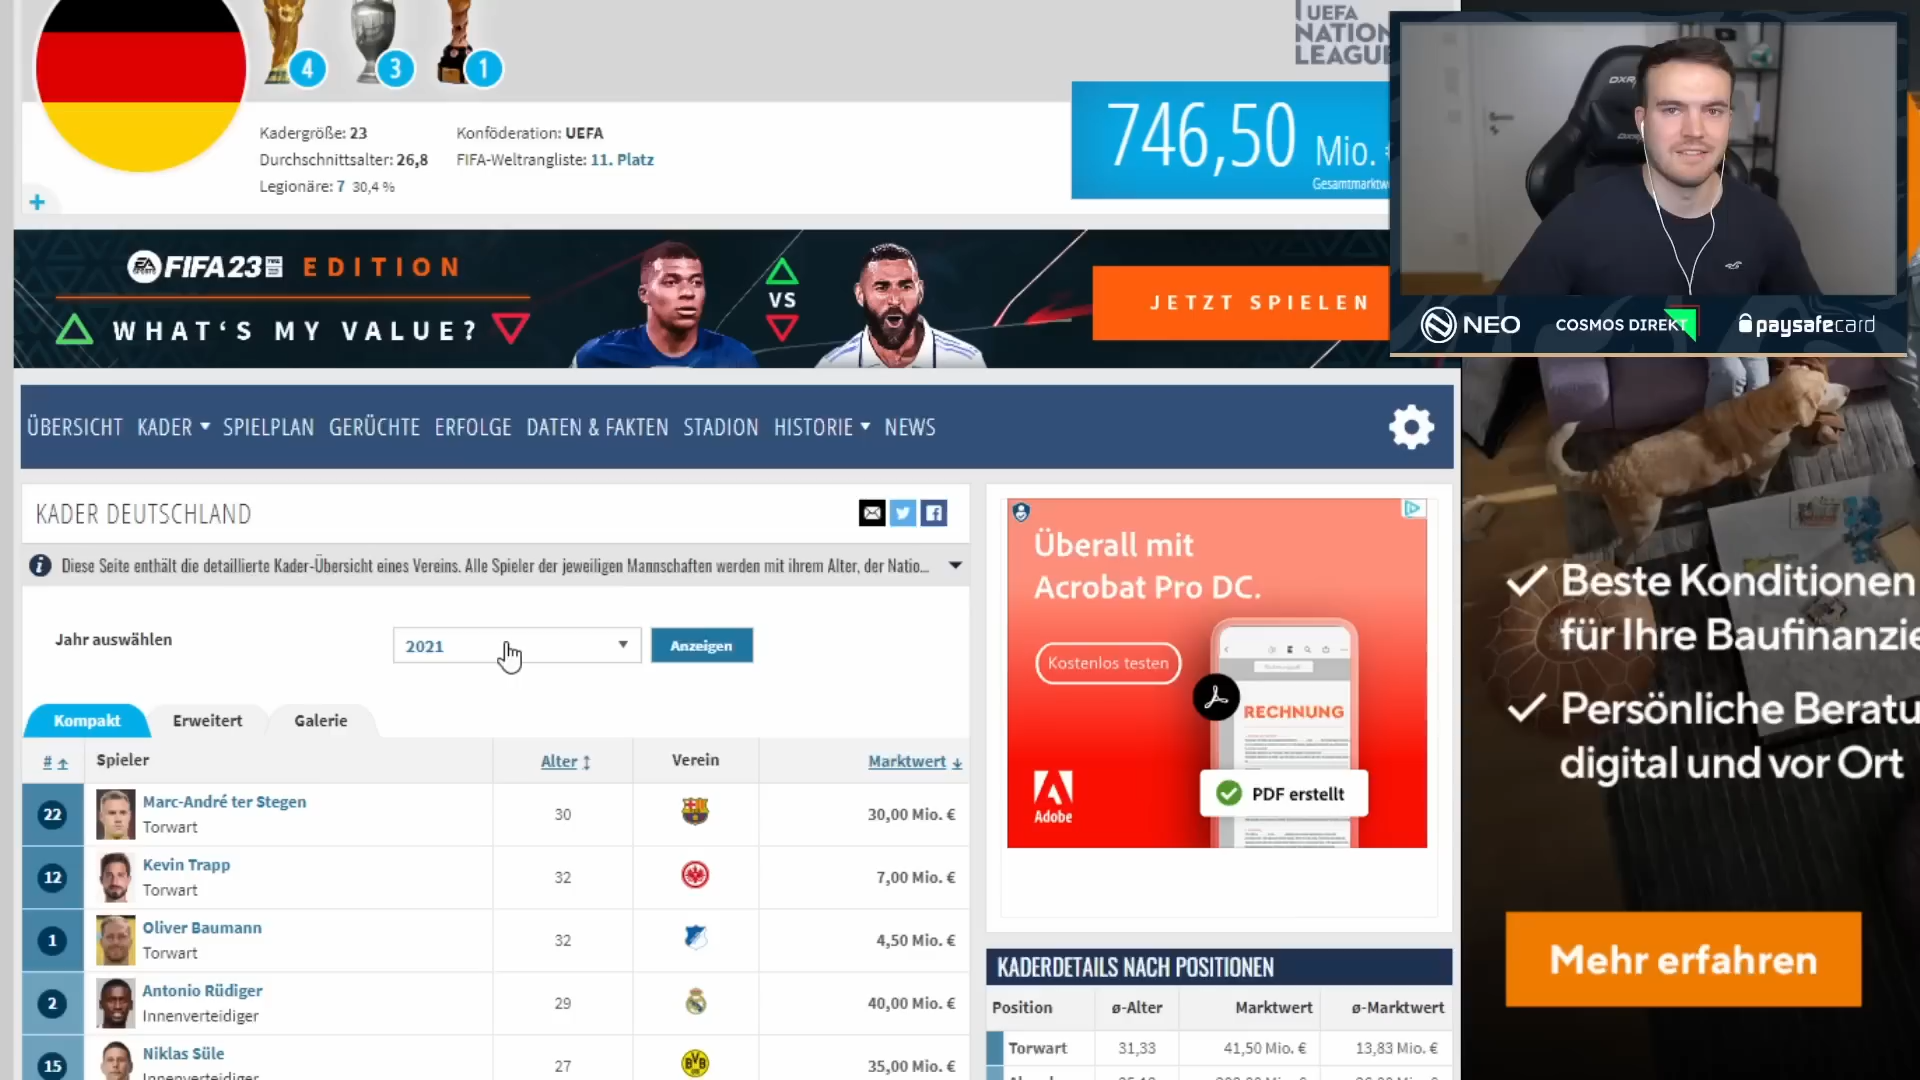 4
3
1
UEFA
NATION
LEAGU
Kadergröße: 23
Konföderation: UEFA
Durchschnittsalter: 26,8
FIFA-Weltrangliste: 11. Platz
Legionäre: 7 30,4 %
746,50 Mio.
Gesamtmarktw
EA SPORTS FIFA 23 EDITION
WHAT'S MY VALUE?
VS
JETZT SPIELEN
NEO
COSMOS DIREKT
paysafecard
ÜBERSICHT KADER SPIELPLAN GERÜCHTE ERFOLGE DATEN & FAKTEN STADION HISTORIE NEWS
KADER DEUTSCHLAND
Diese Seite enthält die detaillierte Kader-Übersicht eines Vereins. Alle Spieler der jeweiligen Mannschaften werden mit ihrem Alter, der Natio...
Jahr auswählen
2021
Anzeigen
Kompakt Erweitert Galerie
# Spieler Alter Verein Marktwert
22 Marc-André ter Stegen 30 30,00 Mio. €
Torwart
12 Kevin Trapp 32 7,00 Mio. €
Torwart
1 Oliver Baumann 32 4,50 Mio. €
Torwart
2 Antonio Rüdiger 29 40,00 Mio. €
Innenverteidiger
15 Niklas Süle 27 35,00 Mio. €
Innenverteidiger
Überall mit
Acrobat Pro DC.
Kostenlos testen
RECHNUNG
PDF erstellt
Adobe
KADERDETAILS NACH POSITIONEN
Position ø-Alter Marktwert ø-Marktwert
Torwart 31,33 41,50 Mio. € 13,83 Mio. €
Beste Konditionen
für Ihre Baufinanzie
Persönliche Beratu
digital und vor Ort
Mehr erfahren